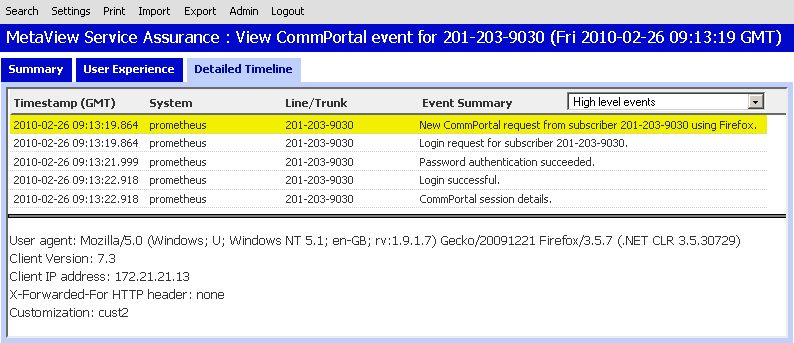 Search Settings Print Import Export Admin Logout
MetaView Service Assurance : View CommPortal event for 201-203-9030 (Fri 2010-02-26 09:13:19 GMT)
Summary User Experience Detailed Timeline
Timestamp (GMT) System Line/Trunk Event Summary High level events
2010-02-26 09:13:19.864 prometheus 201-203-9030 New CommPortal request from subscriber 201-203-9030 using Firefox.
2010-02-26 09:13:19.864 prometheus 201-203-9030 Login request for subscriber 201-203-9030.
2010-02-26 09:13:21.999 prometheus 201-203-9030 Password authentication succeeded.
2010-02-26 09:13:22.918 prometheus 201-203-9030 Login successful.
2010-02-26 09:13:22.918 prometheus 201-203-9030 CommPortal session details.
User agent: Mozilla/5.0 (Windows; U; Windows NT 5.1; en-GB; rv:1.9.1.7) Gecko/20091221 Firefox/3.5.7 (.NET CLR 3.5.30729)
Client Version: 7.3
Client IP address: 172.21.21.13
X-Forwarded-For HTTP header: none
Customization: cust2